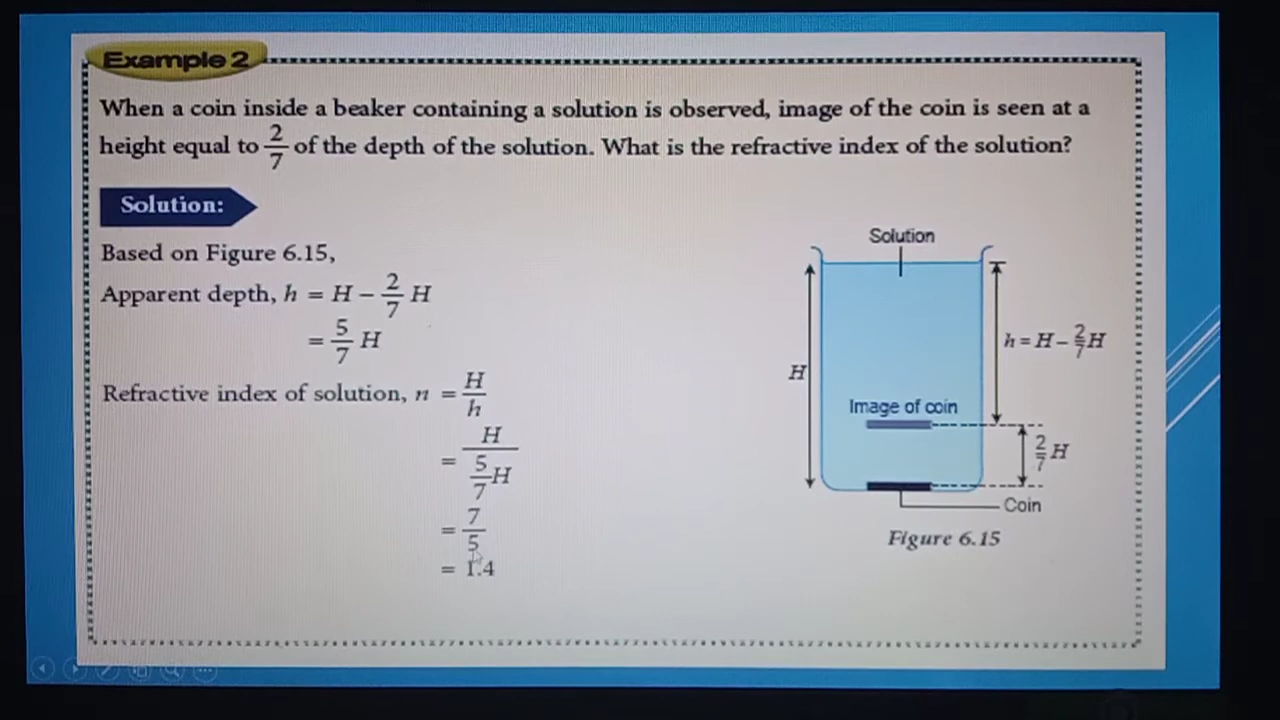 Example 2
When a coin inside a beaker containing a solution is observed, image of the coin is seen at a
height equal to 2/7 of the depth of the solution. What is the refractive index of the solution?
Solution:
Based on Figure 6.15,
Apparent depth, h = H – 2/7 H
= 5/7 H
Refractive index of solution, n = H/h
= H / (5/7 H)
= 7/5
= 1.4
Solution
H
h = H – 2/7 H
Image of coin
2/7 H
Coin
Figure 6.15